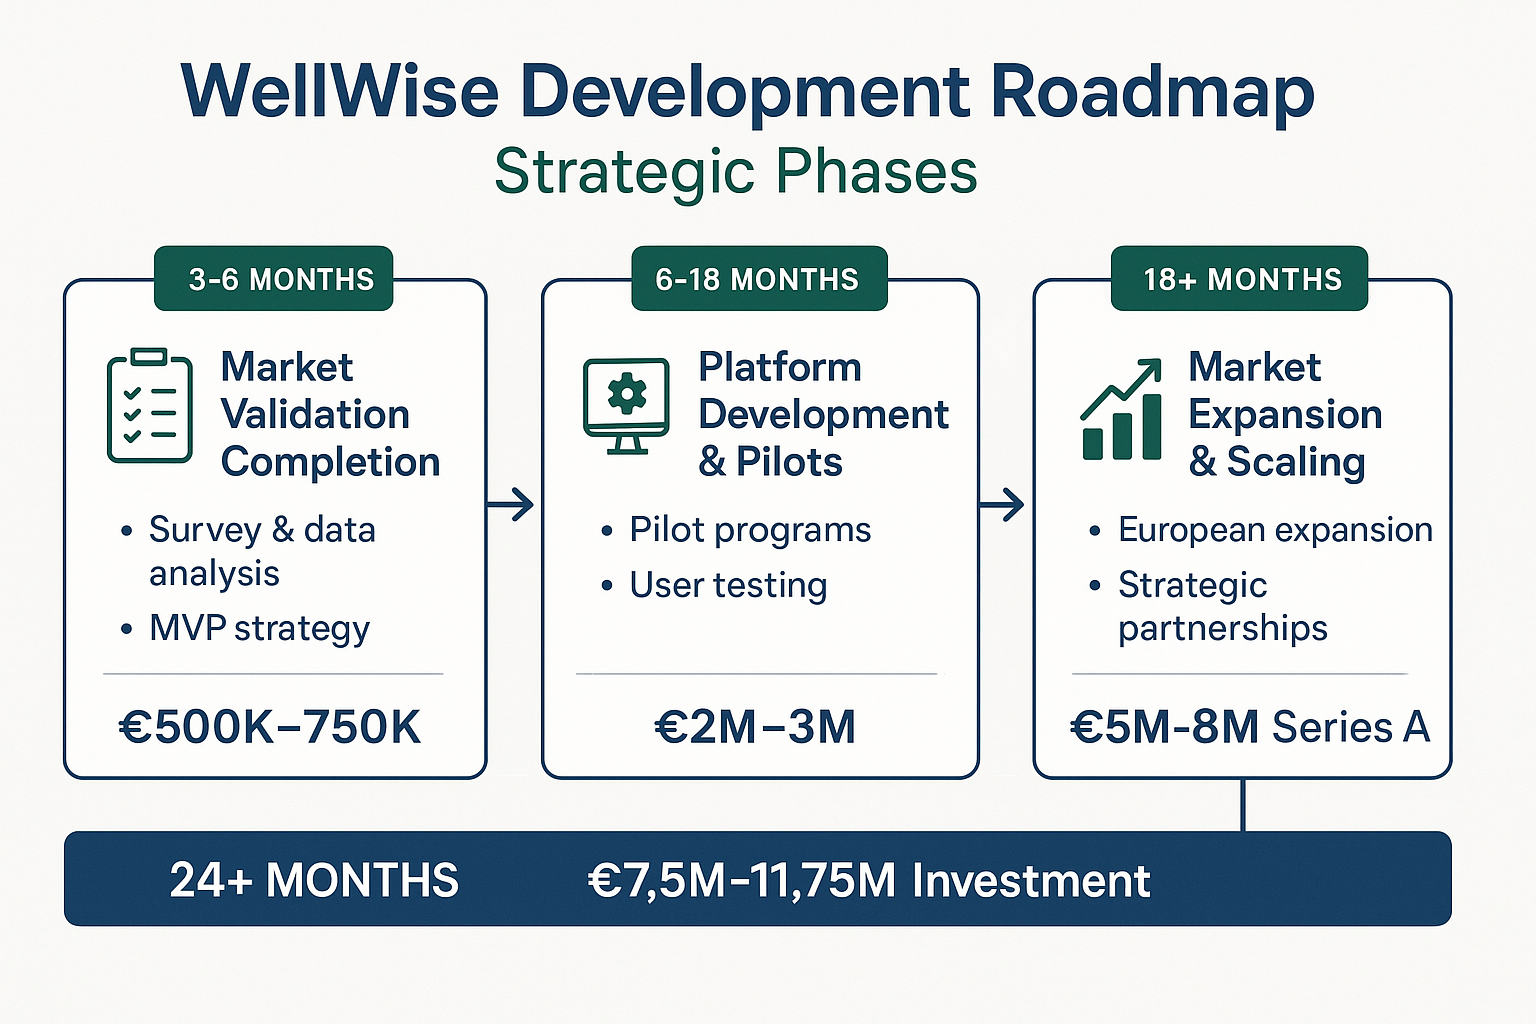 WellWise Development Roadmap
Strategic Phases
3-6 MONTHS
Market
Validation
Completion
• Survey & data
analysis
• MVP strategy
€500K–750K
6-18 MONTHS
Platform
Development
& Pilots
• Pilot programs
• User testing
€2M–3M
18+ MONTHS
Market
Expansion
& Scaling
• European expansion
• Strategic
partnerships
€5M-8M Series A
24+ MONTHS
€7,5M-11,75M Investment